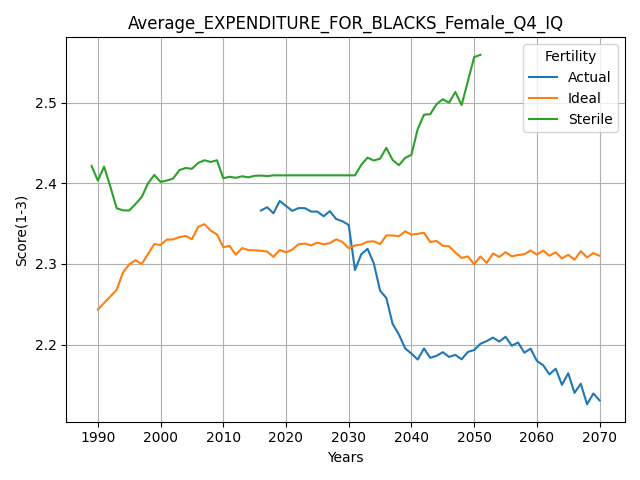 Average_EXPENDITURE_FOR_BLACKS_Female_Q4_IQ
Fertility
Actual
Ideal
Sterile
Score(1-3)
2.5
2.4
2.3
2.2
1990 2000 2010 2020 2030 2040 2050 2060 2070
Years